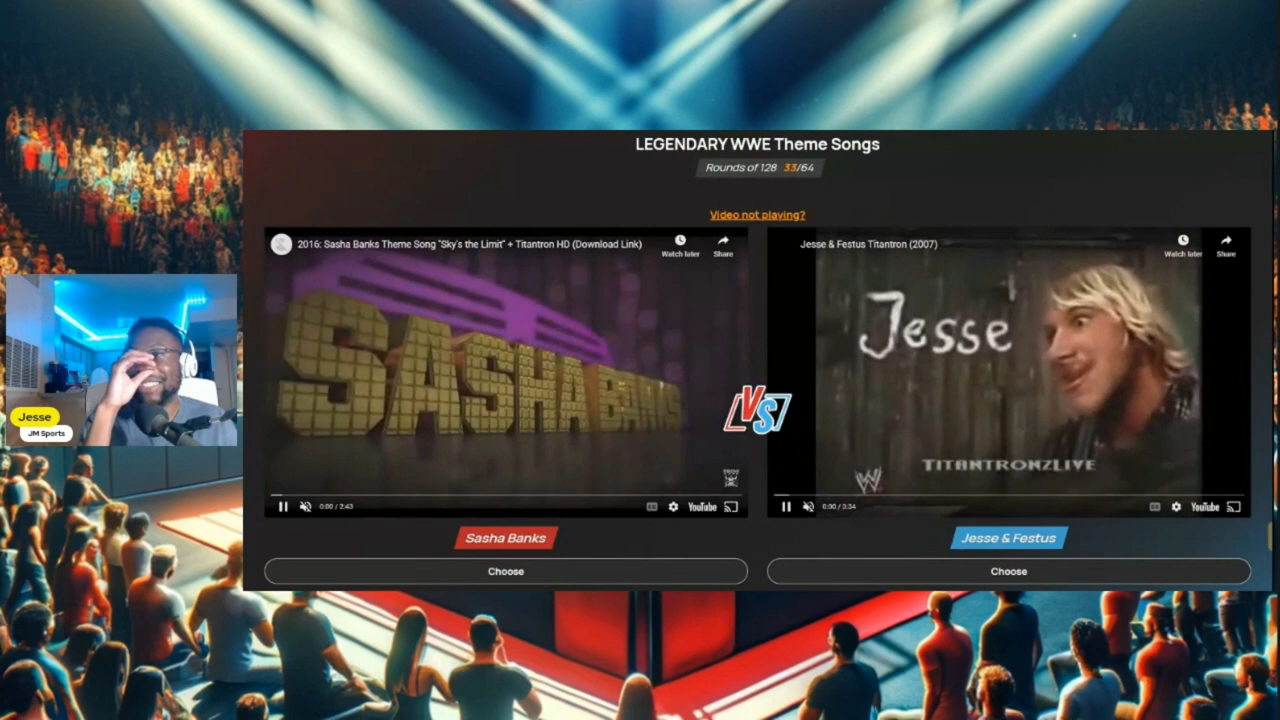 LEGENDARY WWE Theme Songs
Rounds of 128 33/64
Video not playing?
2016: Sasha Banks Theme Song "Sky's the Limit" + Titantron HD (Download Link)
Watch later
Share
Jesse & Festus Titantron (2007)
Watch later
Share
SASHA BANKS
Jesse
VS
TITANTRONZLIVE
W
Jesse
JM Sports
0:00 / 2:43
YouTube
0:00 / 3:34
YouTube
Sasha Banks
Jesse & Festus
Choose
Choose